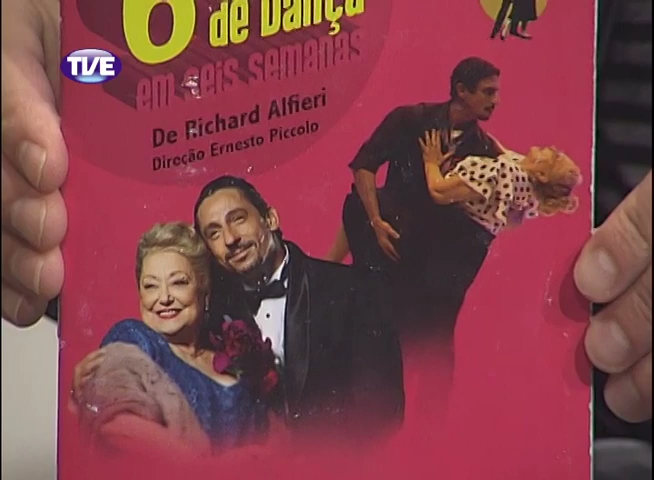 6
de Dança
em seis semanas
De Richard Alfieri
Direção Ernesto Piccolo
TVE